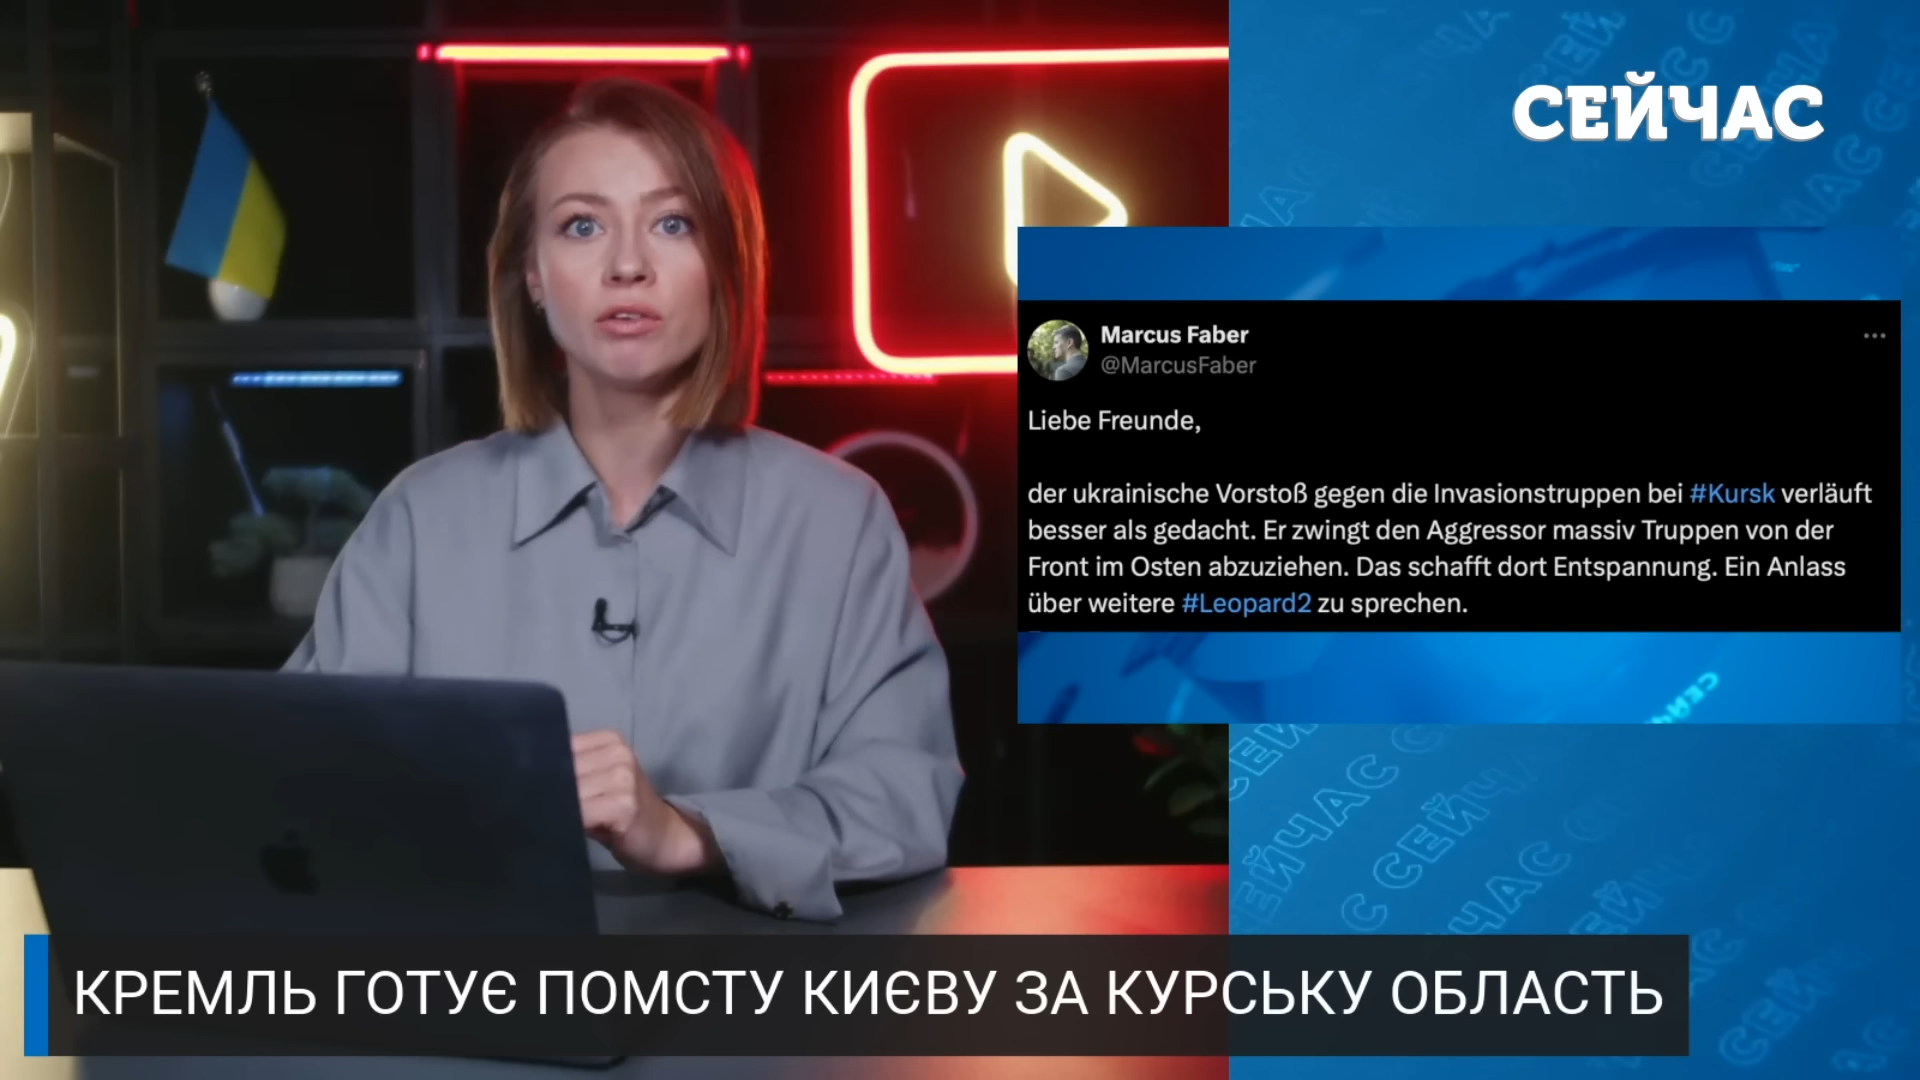 СЕЙЧАС
Marcus Faber
@MarcusFaber
Liebe Freunde,
der ukrainische Vorstoß gegen die Invasionstruppen bei #Kursk verläuft
besser als gedacht. Er zwingt den Aggressor massiv Truppen von der
Front im Osten abzuziehen. Das schafft dort Entspannung. Ein Anlass
über weitere #Leopard2 zu sprechen.
КРЕМЛЬ ГОТУЄ ПОМСТУ КИЄВУ ЗА КУРСЬКУ ОБЛАСТЬ